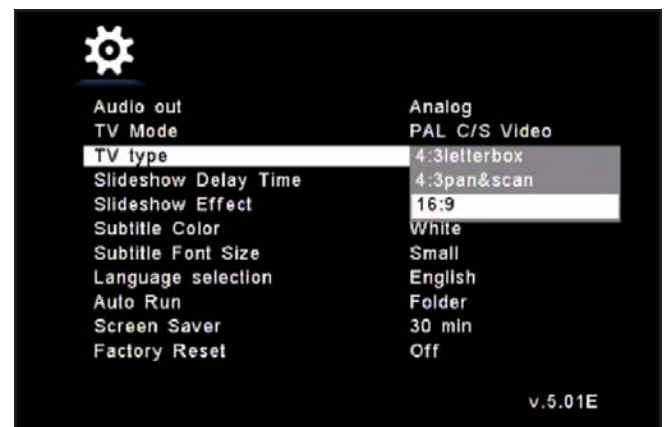 Audio out Analog
TV Mode PAL C/S Video
TV type 4:3letterbox
Slideshow Delay Time 4:3pan&scan
Slideshow Effect 16:9
Subtitle Color White
Subtitle Font Size Small
Language selection English
Auto Run Folder
Screen Saver 30 min
Factory Reset Off
v.5.01E